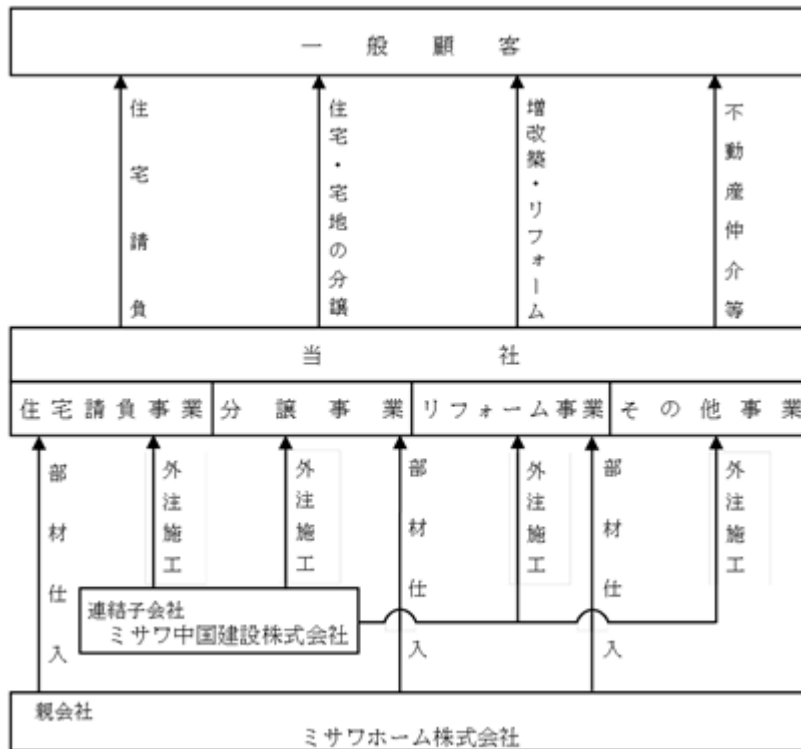 一般顧客
住宅請負
住宅・宅地の分譲
増改築・リフォーム
不動産仲介等
当社
住宅請負事業
分譲事業
リフォーム事業
その他事業
部材仕入
外注施工
外注施工
部材仕入
外注施工
部材仕入
外注施工
連結子会社
ミサワ中国建設株式会社
親会社
ミサワホーム株式会社